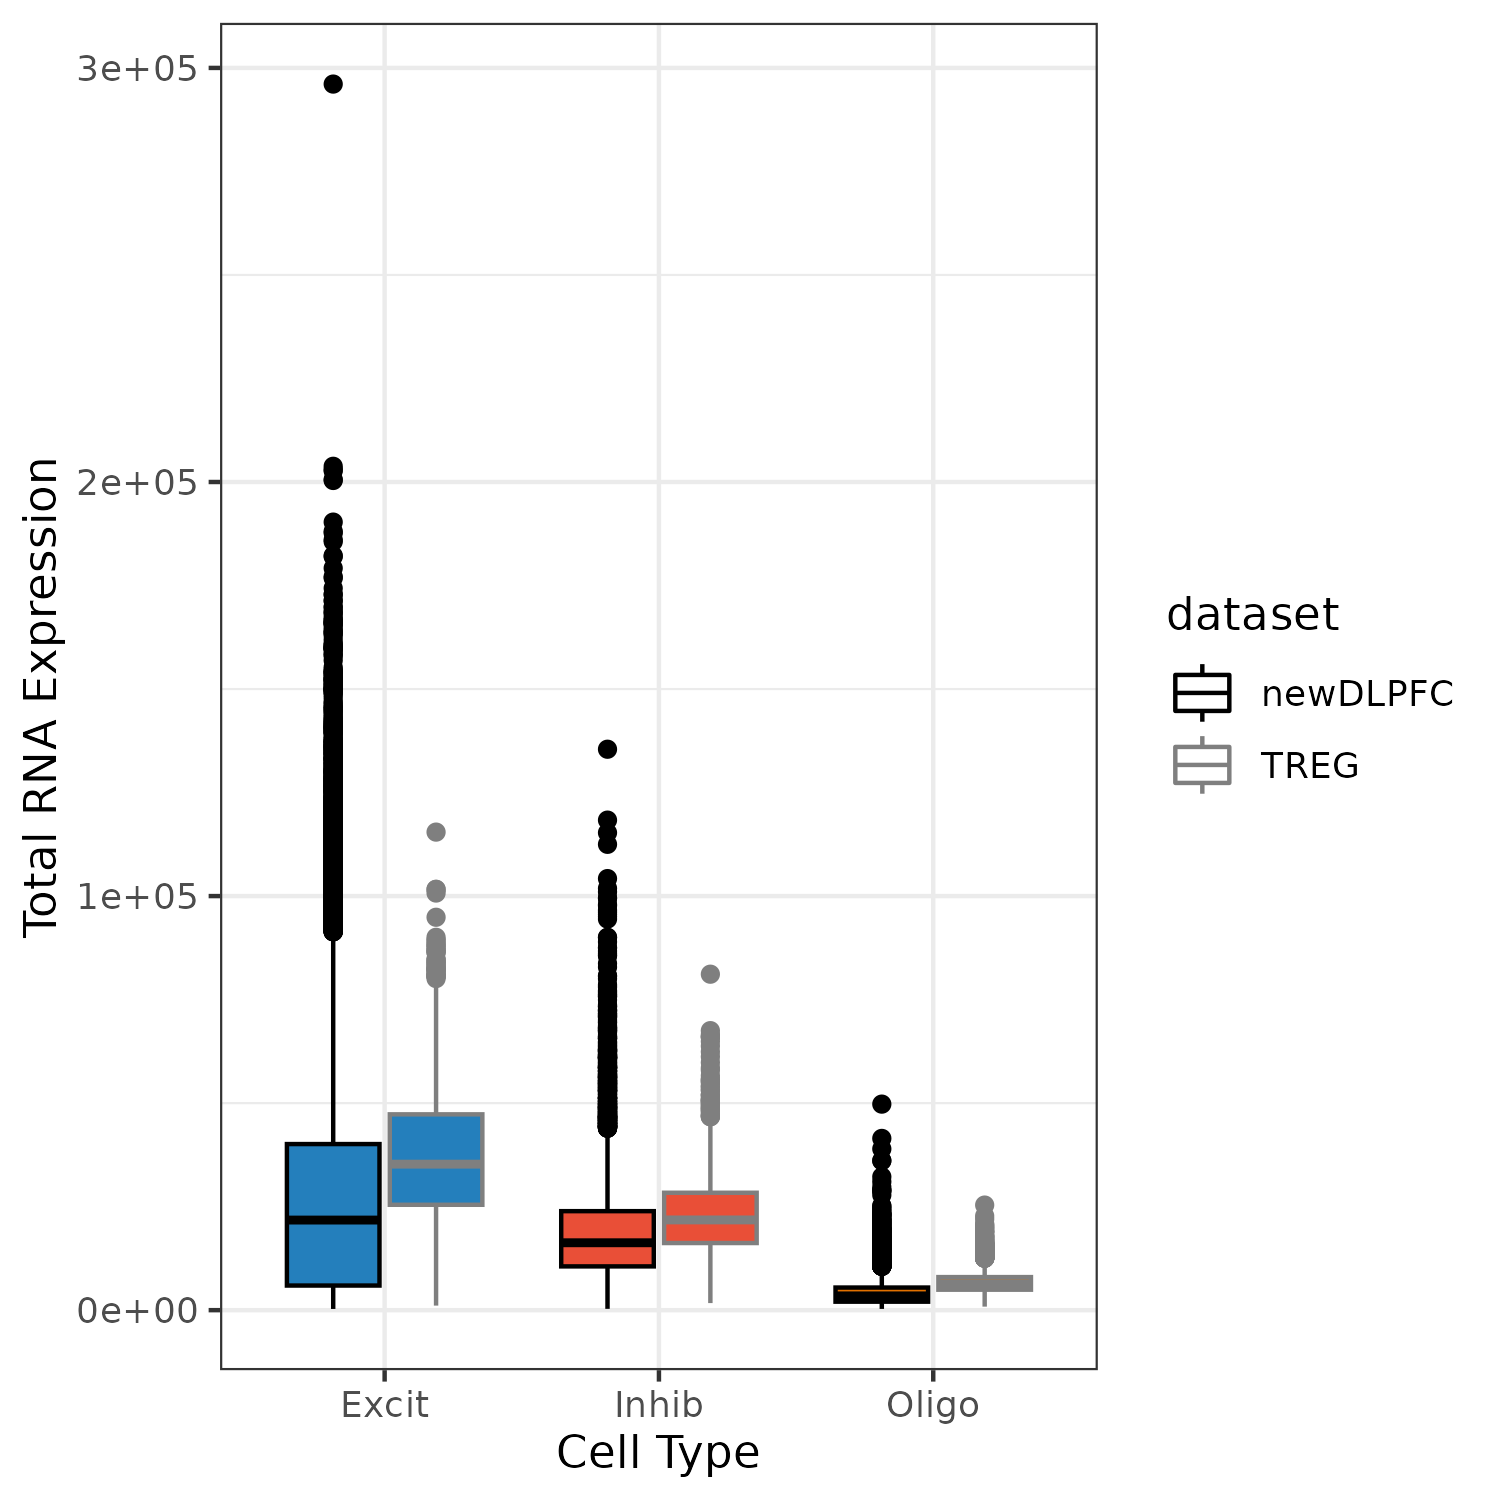 Total RNA Expression
3e+05
2e+05
1e+05
0e+00
Excit Inhib Oligo
Cell Type
dataset
newDLPFC
TREG